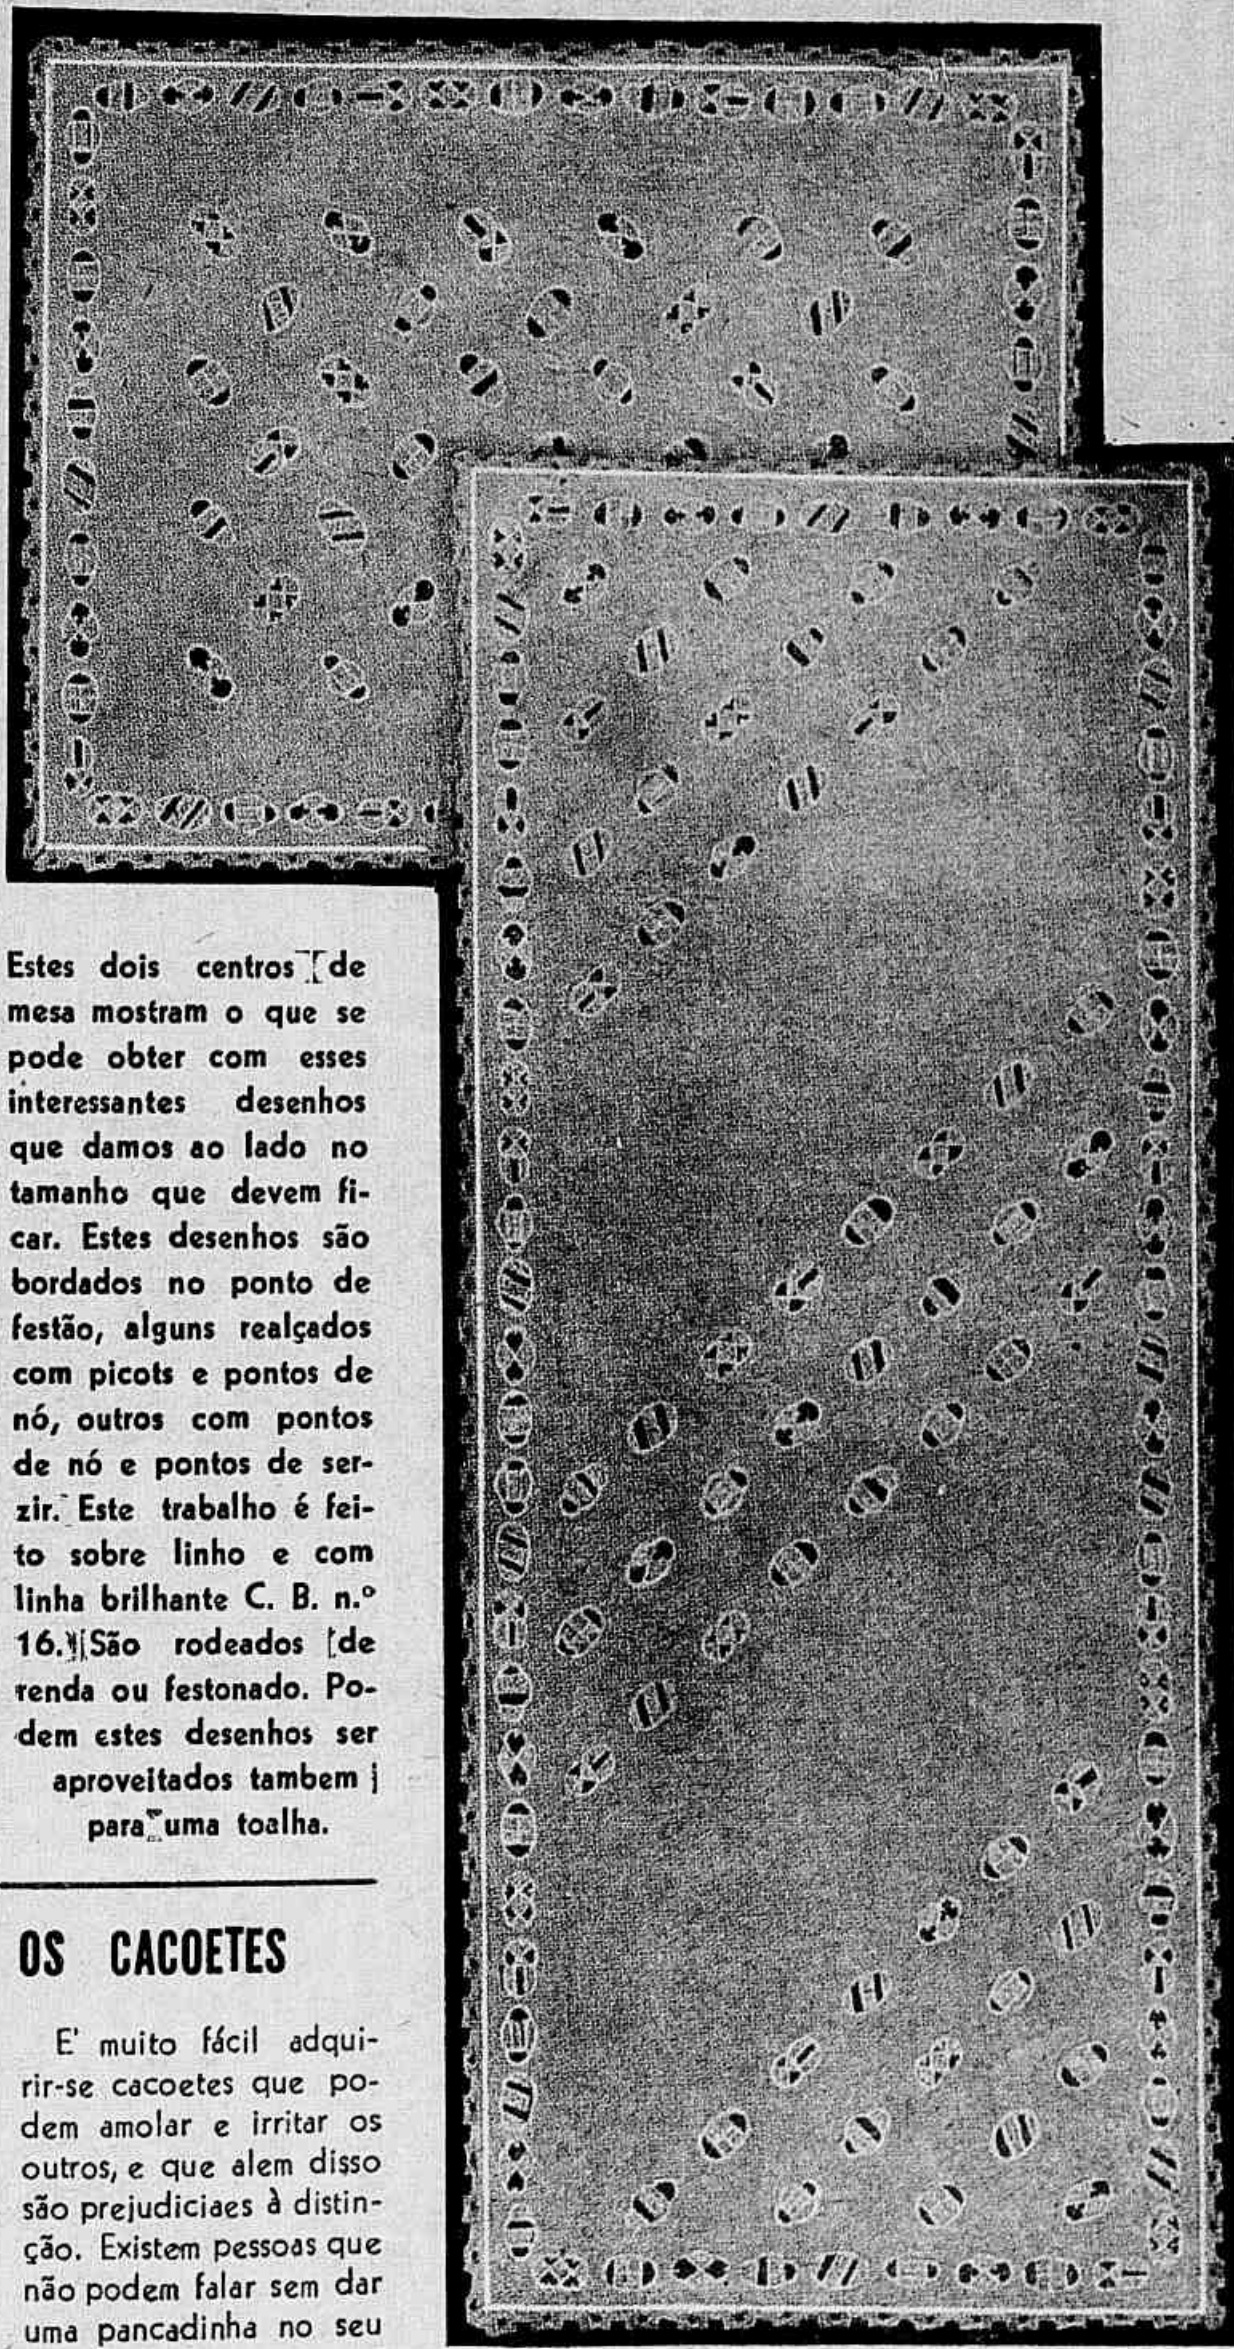 Estes dois centros de
mesa mostram o que se
pode obter com esses
interessantes desenhos
que damos ao lado no
tamanho que devem fi-
car. Estes desenhos são
bordados no ponto de
festão, alguns realçados
com picots e pontos de
nó, outros com pontos
de nó e pontos de ser-
zir. Este trabalho é fei-
to sobre linho e com
linha brilhante C. B. n.º
16. São rodeados de
renda ou festonado. Po-
dem estes desenhos ser
aproveitados tambem
para uma toalha.
OS CACOETES
E' muito fácil adqui-
rir-se cacoetes que po-
dem amolar e irritar os
outros, e que alem disso
são prejudiciaes à distin-
ção. Existem pessoas que
não podem falar sem dar
uma pancadinha no seu